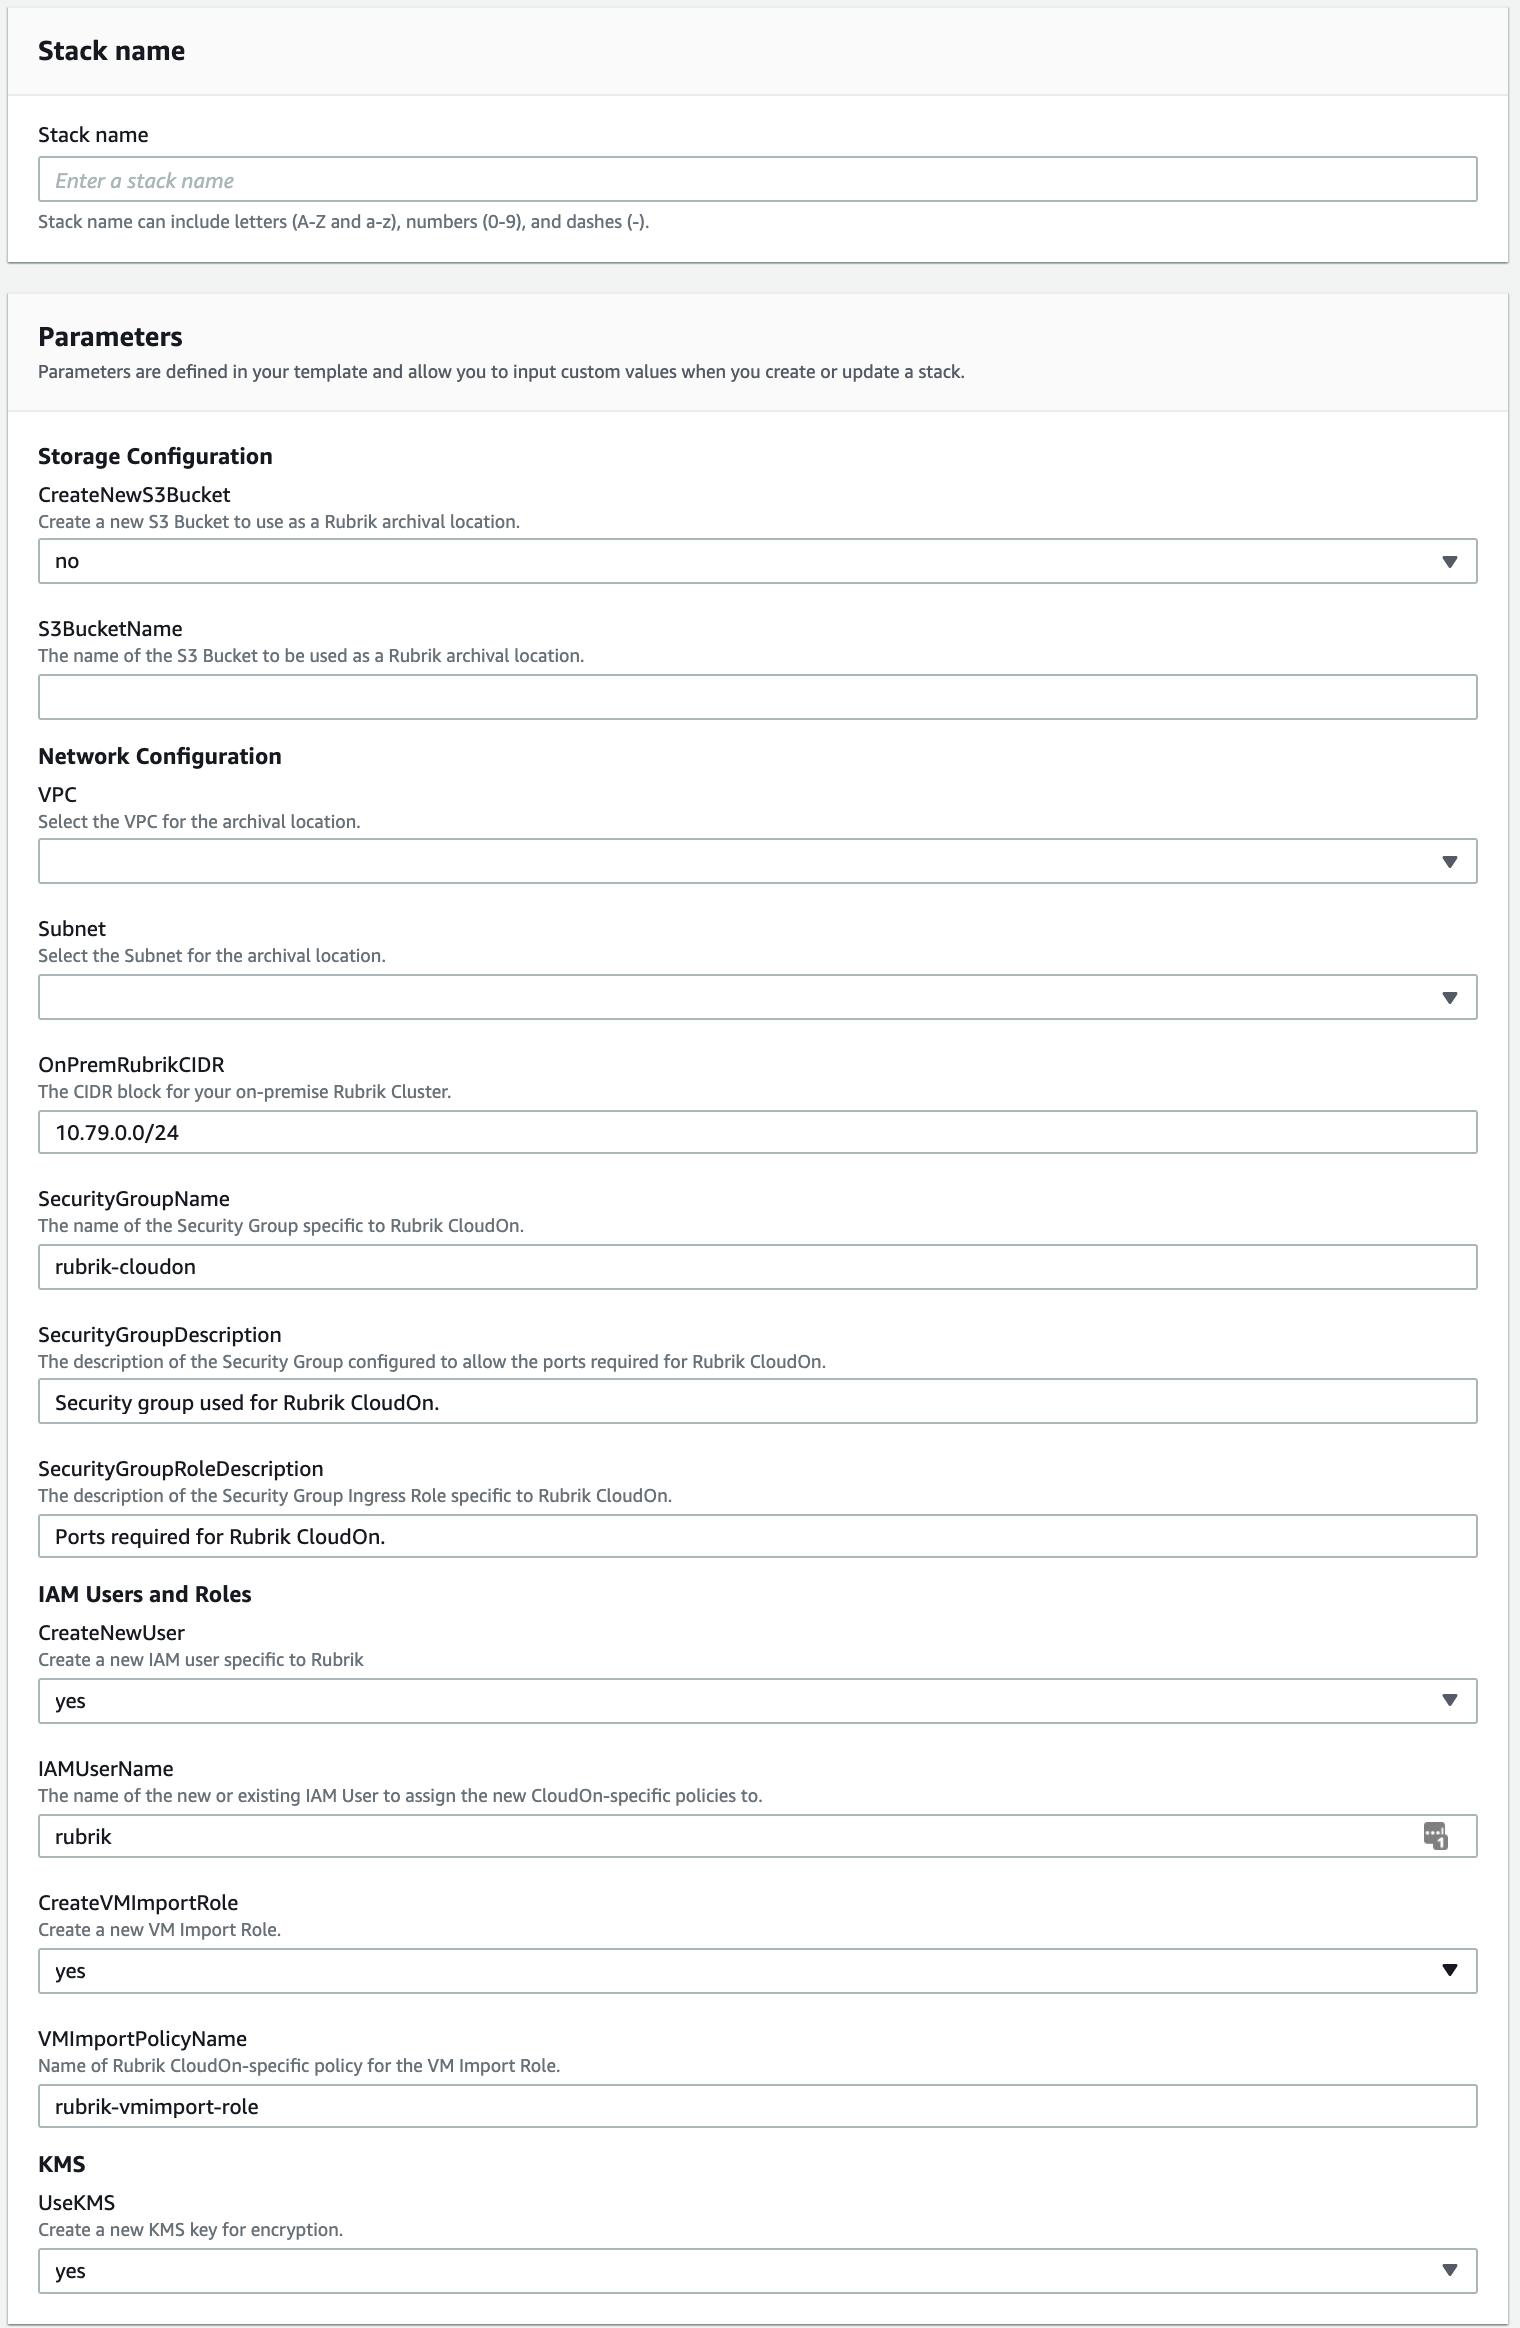 Stack name
Stack name
Enter a stack name
Stack name can include letters (A-Z and a-z), numbers (0-9), and dashes (-).
Parameters
Parameters are defined in your template and allow you to input custom values when you create or update a stack.
Storage Configuration
CreateNewS3Bucket
Create a new S3 Bucket to use as a Rubrik archival location.
no
S3BucketName
The name of the S3 Bucket to be used as a Rubrik archival location.
Network Configuration
VPC
Select the VPC for the archival location.
Subnet
Select the Subnet for the archival location.
OnPremRubrikCIDR
The CIDR block for your on-premise Rubrik Cluster.
10.79.0.0/24
SecurityGroupName
The name of the Security Group specific to Rubrik CloudOn.
rubrik-cloudon
SecurityGroupDescription
The description of the Security Group configured to allow the ports required for Rubrik CloudOn.
Security group used for Rubrik CloudOn.
SecurityGroupRoleDescription
The description of the Security Group Ingress Role specific to Rubrik CloudOn.
Ports required for Rubrik CloudOn.
IAM Users and Roles
CreateNewUser
Create a new IAM user specific to Rubrik
yes
IAMUserName
The name of the new or existing IAM User to assign the new CloudOn-specific policies to.
rubrik
1
CreateVMImportRole
Create a new VM Import Role.
yes
VMImportPolicyName
Name of Rubrik CloudOn-specific policy for the VM Import Role.
rubrik-vmimport-role
KMS
UseKMS
Create a new KMS key for encryption.
yes